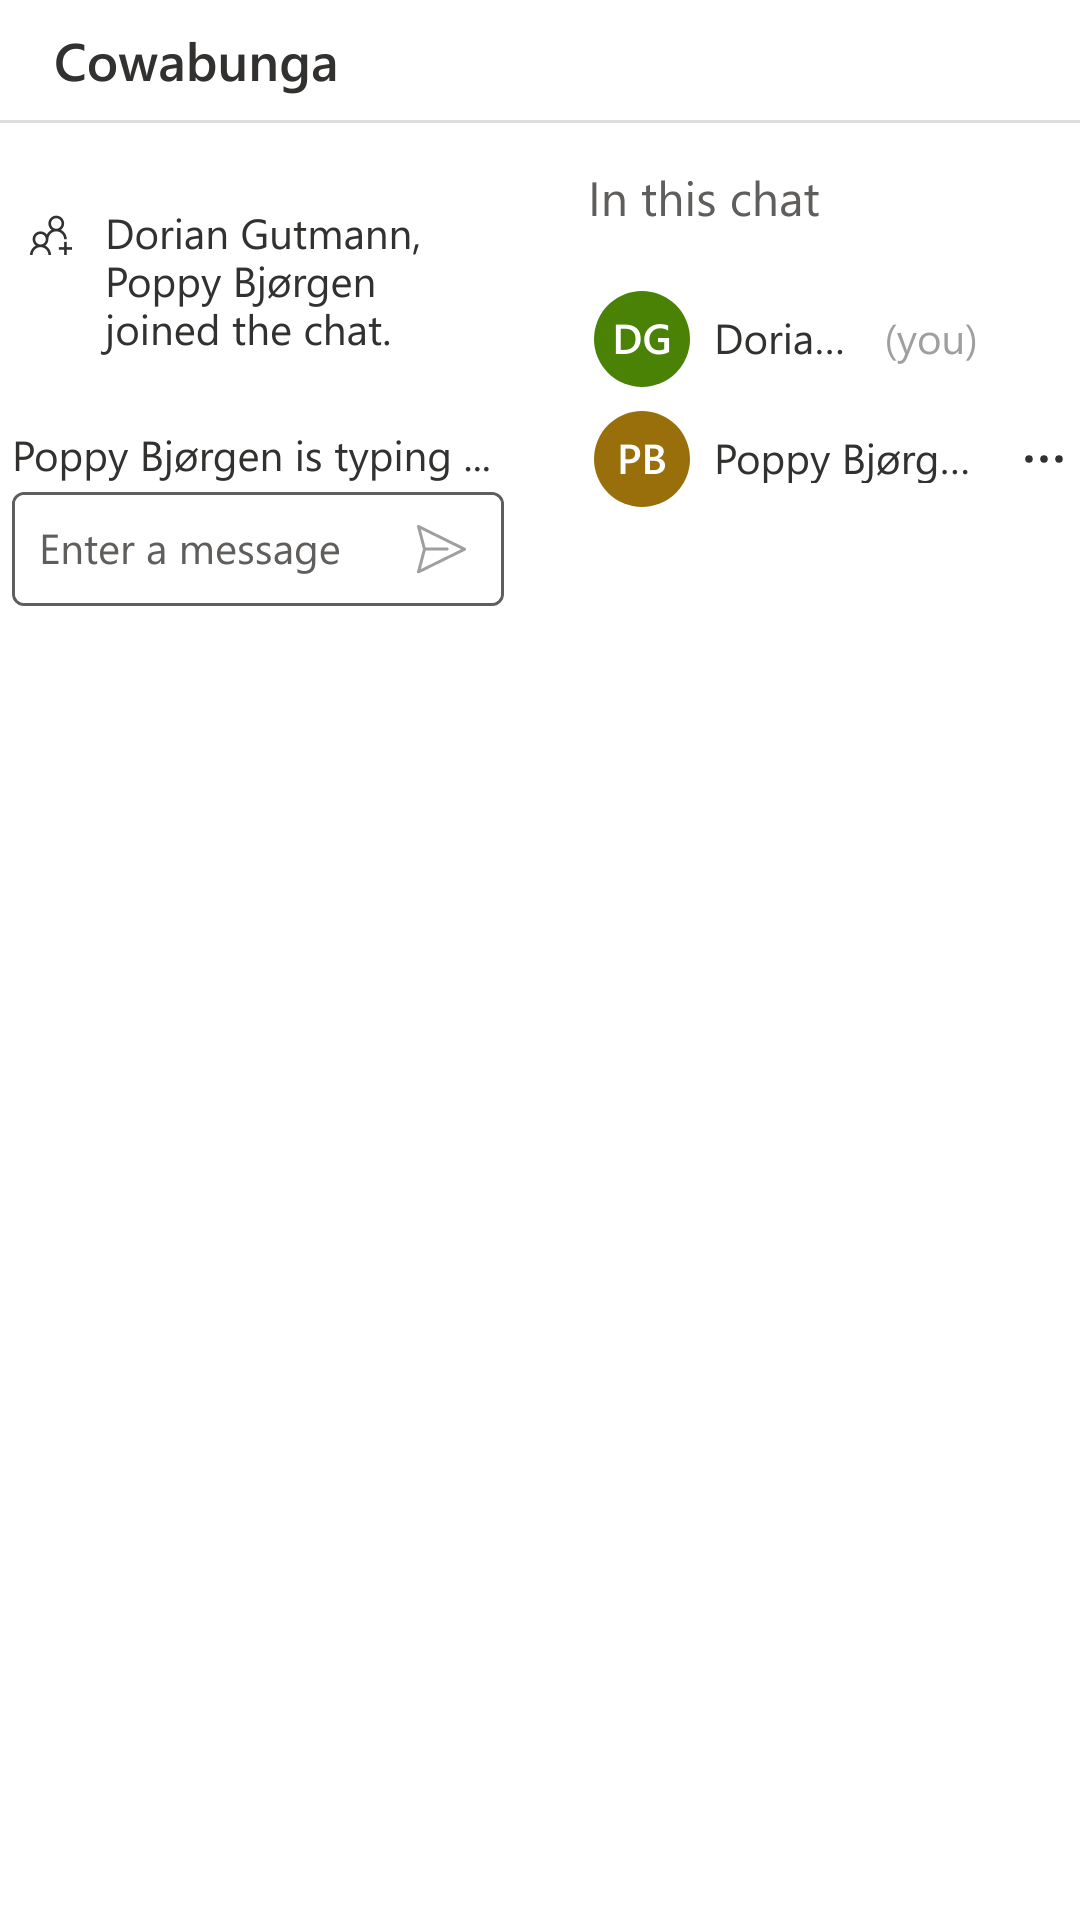 Cowabunga
Dorian Gutmann,
Poppy Bjørgen
joined the chat.
Poppy Bjørgen is typing ...
Enter a message
In this chat
DG Doria... (you)
PB Poppy Bjørg...